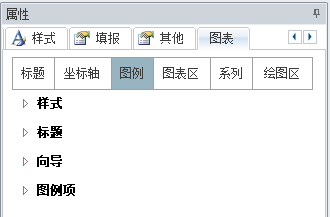 属性
样式 填报 其他 图表
标题 坐标轴 图例 图表区 系列 绘图区
样式
标题
向导
图例项